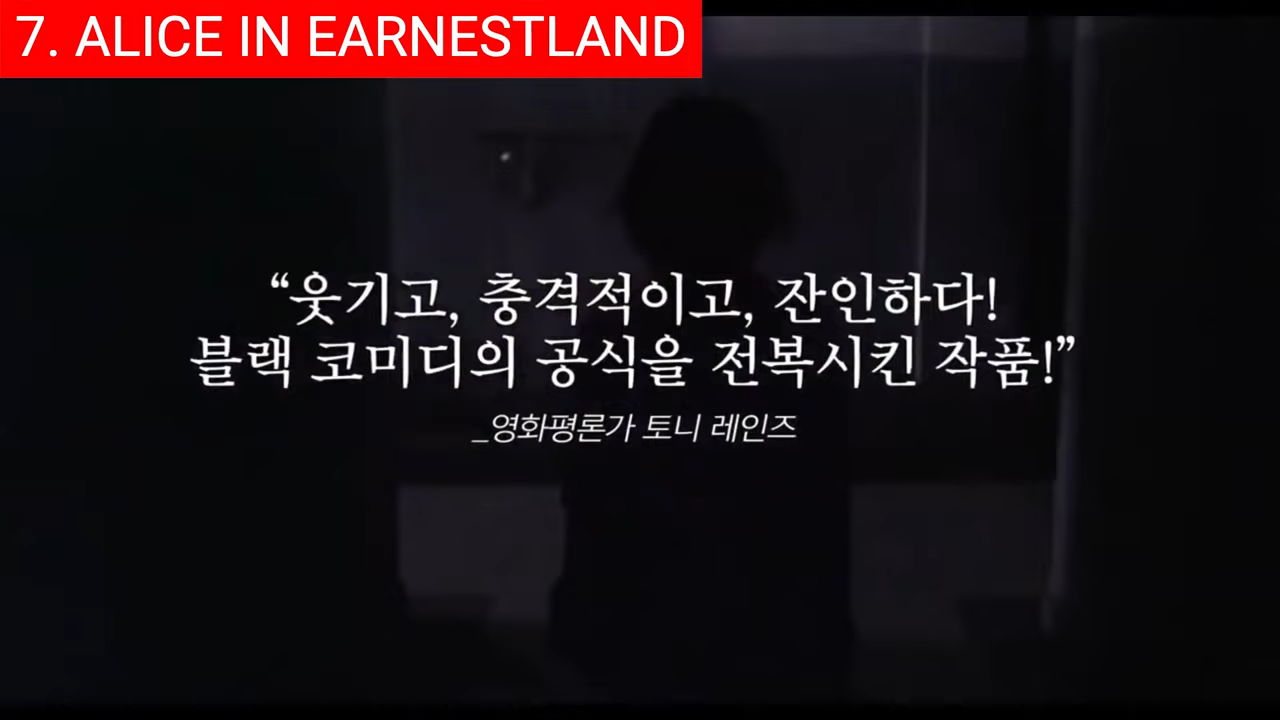 7. ALICE IN EARNESTLAND
“웃기고, 충격적이고, 잔인하다!
블랙 코미디의 공식을 전복시킨 작품!”
_영화평론가 토니 레인즈